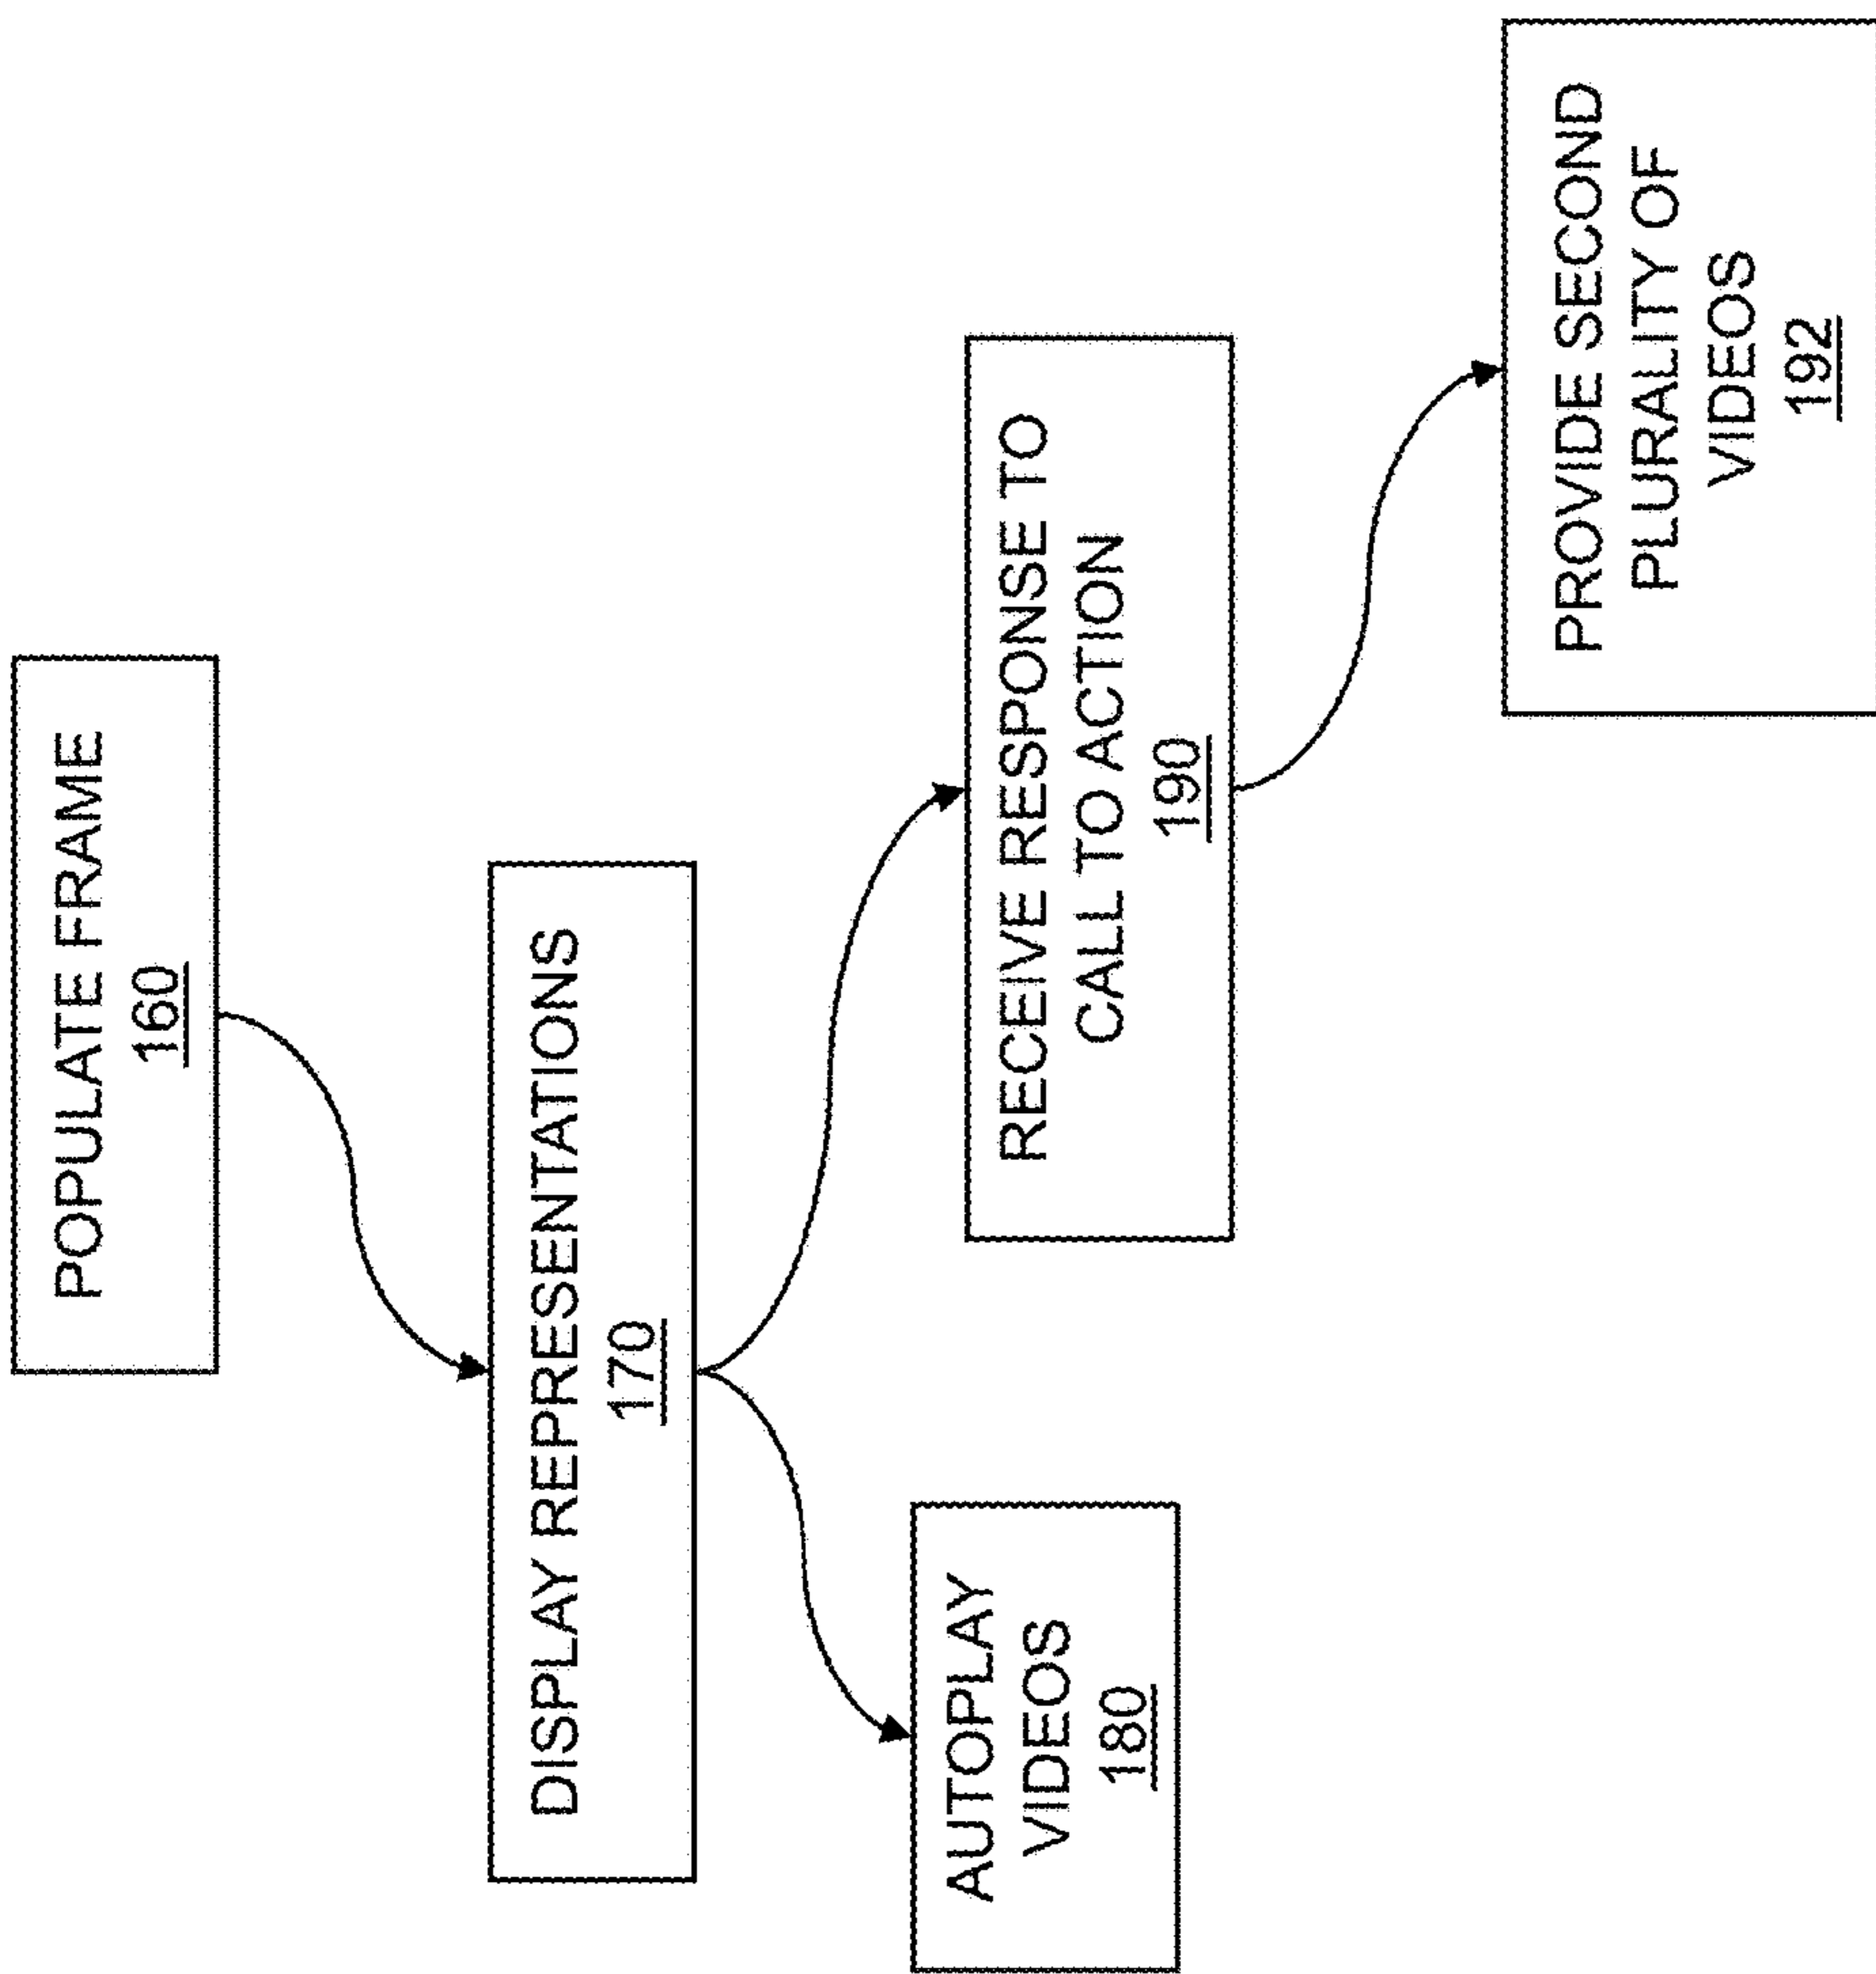 POPULATE FRAME
160
DISPLAY REPRESENTATIONS
170
AUTOPLAY
VIDEOS
180
RECEIVE RESPONSE TO
CALL TO ACTION
190
PROVIDE SECOND
PLURALITY OF
VIDEOS
192